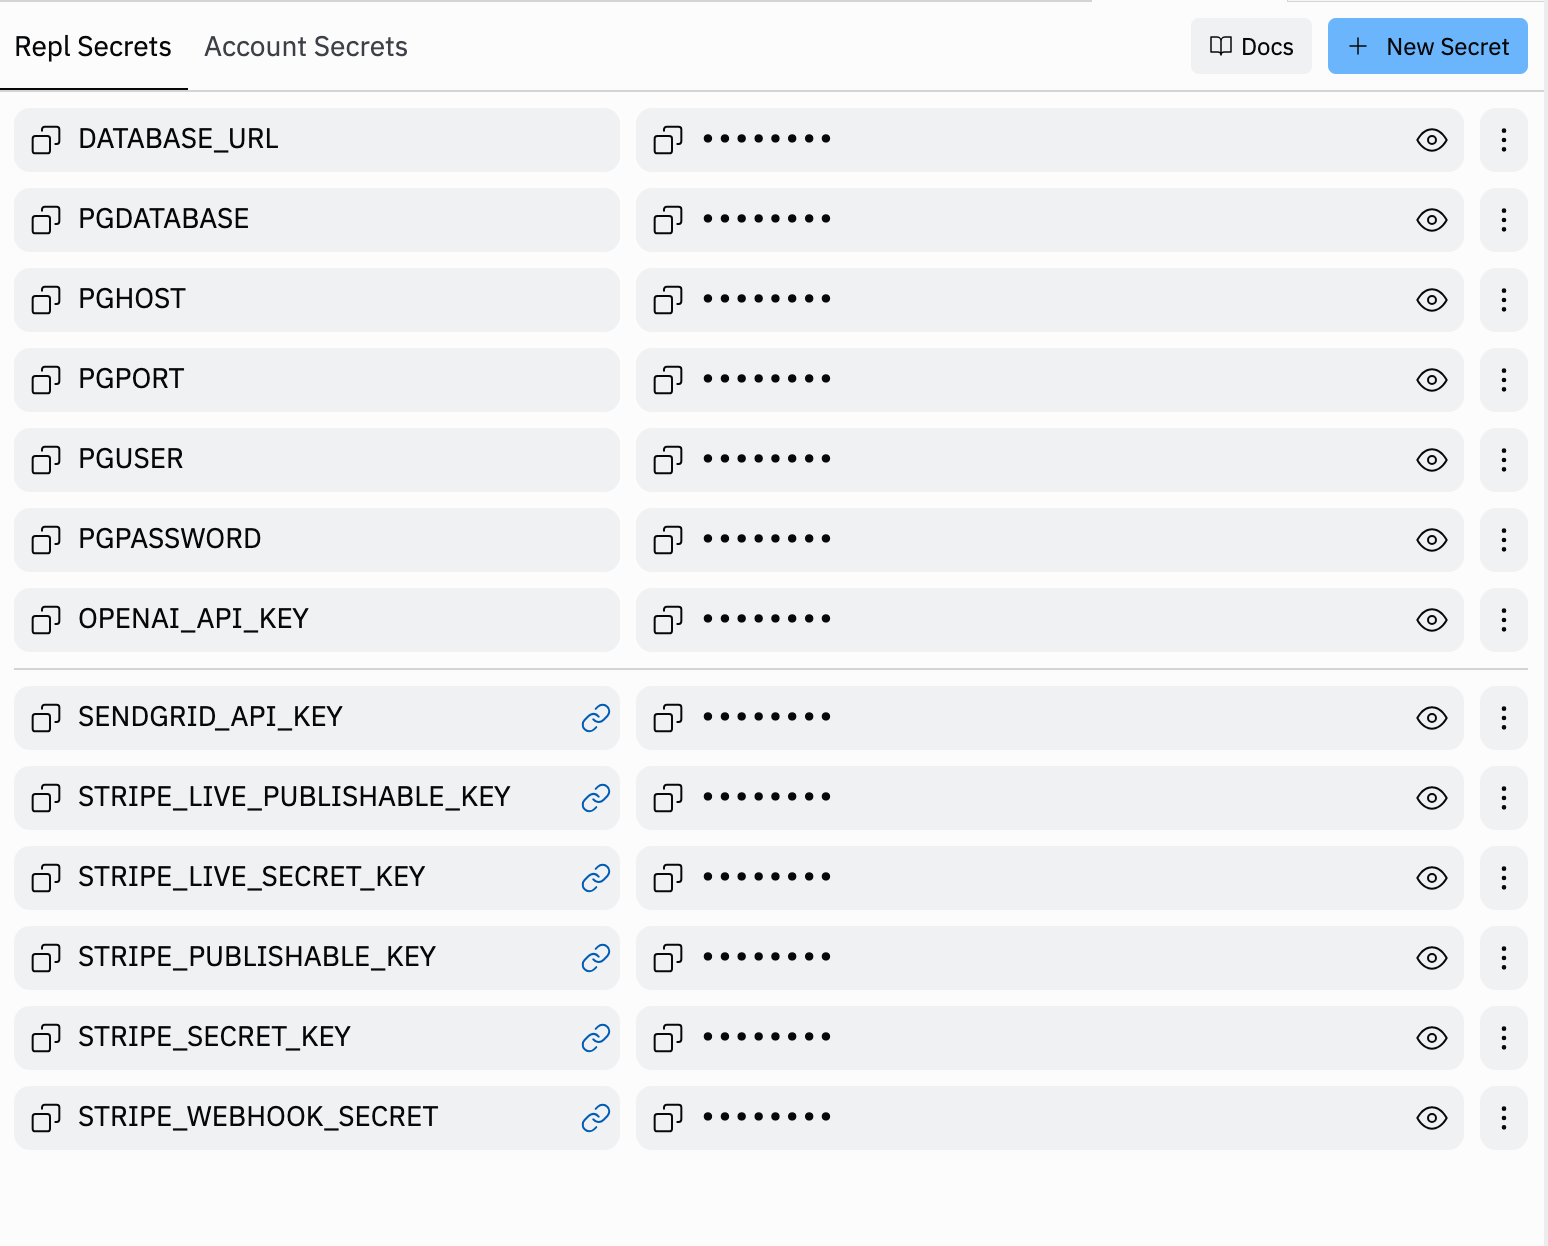 Repl Secrets Account Secrets Docs + New Secret
DATABASE_URL ••••••••
PGDATABASE ••••••••
PGHOST ••••••••
PGPORT ••••••••
PGUSER ••••••••
PGPASSWORD ••••••••
OPENAI_API_KEY ••••••••
SENDGRID_API_KEY ••••••••
STRIPE_LIVE_PUBLISHABLE_KEY ••••••••
STRIPE_LIVE_SECRET_KEY ••••••••
STRIPE_PUBLISHABLE_KEY ••••••••
STRIPE_SECRET_KEY ••••••••
STRIPE_WEBHOOK_SECRET ••••••••